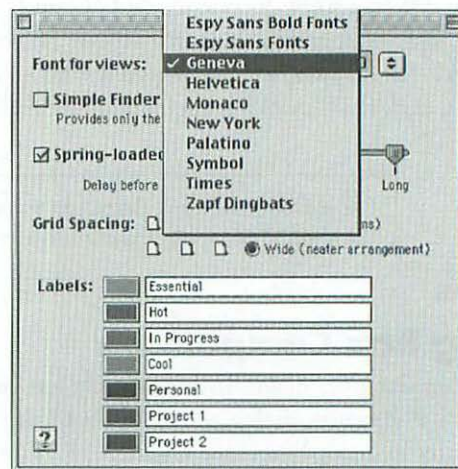 Espy Sans Bold Fonts
Espy Sans Fonts
Font for views: ✓ Geneva
Helvetica
Simple Finder
Monaco
Provides only the
New York
Palatino
Spring-loaded
Symbol
Delay before
Times
Long
Zapf Dingbats
Grid Spacing:
Wide (neater arrangement)
Labels:
Essential
Hot
In Progress
Cool
Personal
Project 1
Project 2
?